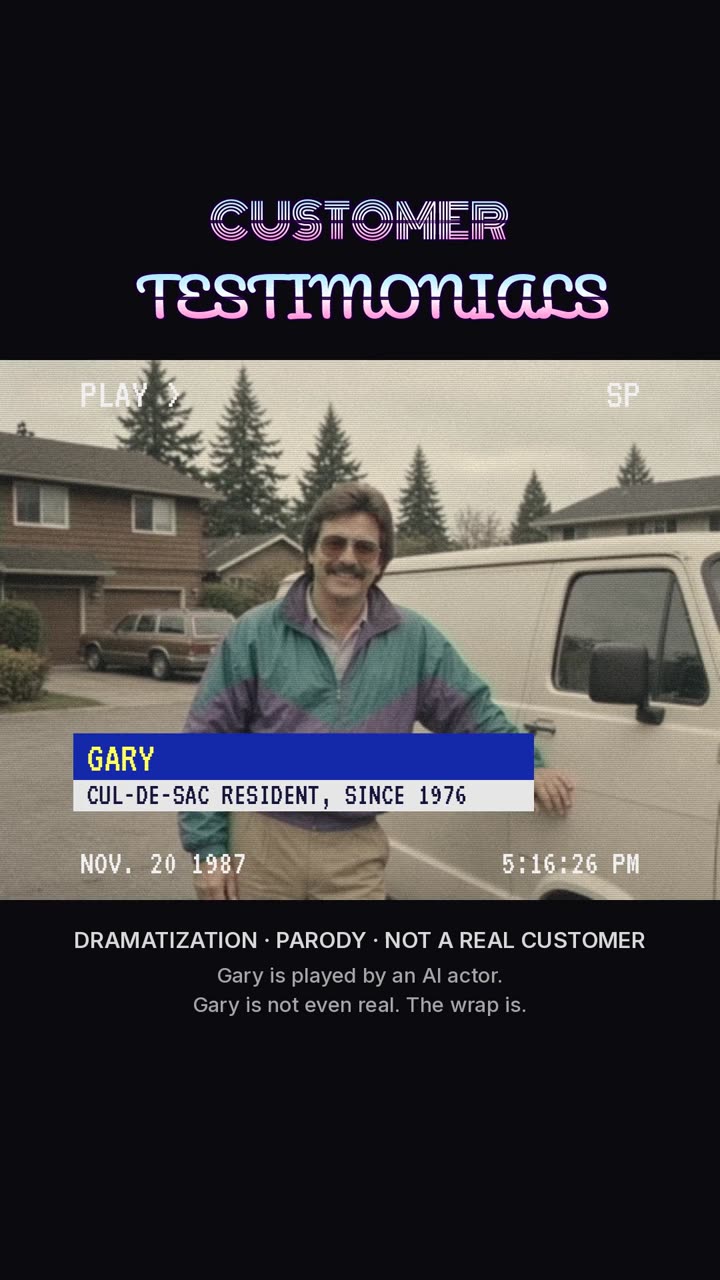 CUSTOMER
TESTIMONIALS
PLAY > SP
GARY
CUL-DE-SAC RESIDENT, SINCE 1976
NOV. 20 1987 5:16:26 PM
DRAMATIZATION · PARODY · NOT A REAL CUSTOMER
Gary is played by an AI actor.
Gary is not even real. The wrap is.